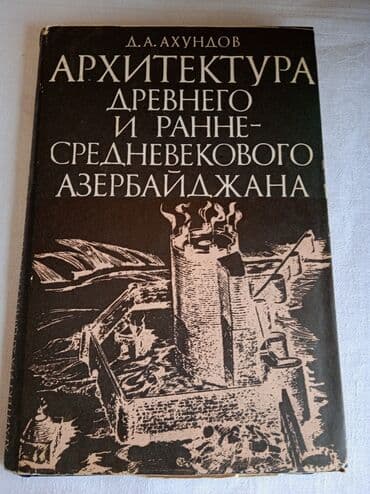 Д. А. АХУНДОВ
АРХИТЕКТУРА
ДРЕВНЕГО
И РАННЕ-
СРЕДНЕВЕКОВОГО
АЗЕРБАЙДЖАНА